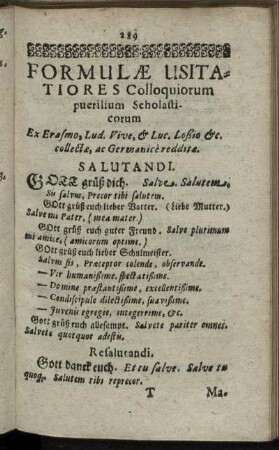 289
FORMULÆ USITA-
TIORES Colloquiorum
puerilium Scholasti-
corum
Ex Erasmo, Lud. Vive, & Luc. Loßio &c.
collectæ, ac Germanicè redditæ.
SALUTANDI.
GOTT grüß dich. Salve. Salutem.
Sis salvus. Precor tibi salutem.
GOtt grüß euch lieber Vatter. (Liebe Mutter.)
Salve mi Pater. (mea mater.)
Gott grüß euch guter Freund. Salve plurimum
mi amice, (amicorum optime.)
GOtt grüß euch lieber Schulmeister.
Salvus sis, Præceptor colende, observande.
— Vir humanißime, spectatißime.
— Domine præstantißime, excellentißime.
— Condiscipule dilectißime, suavißime.
— Juvenis egregie, integerrime, &c.
Gott grüß euch allesampt. Salvete pariter omnes.
Salvete quotquot adestis.
Resalutandi.
Gott danck euch. Et tu salve. Salve tu
quoq;. Salutem tibi reprecor.
T Ma-